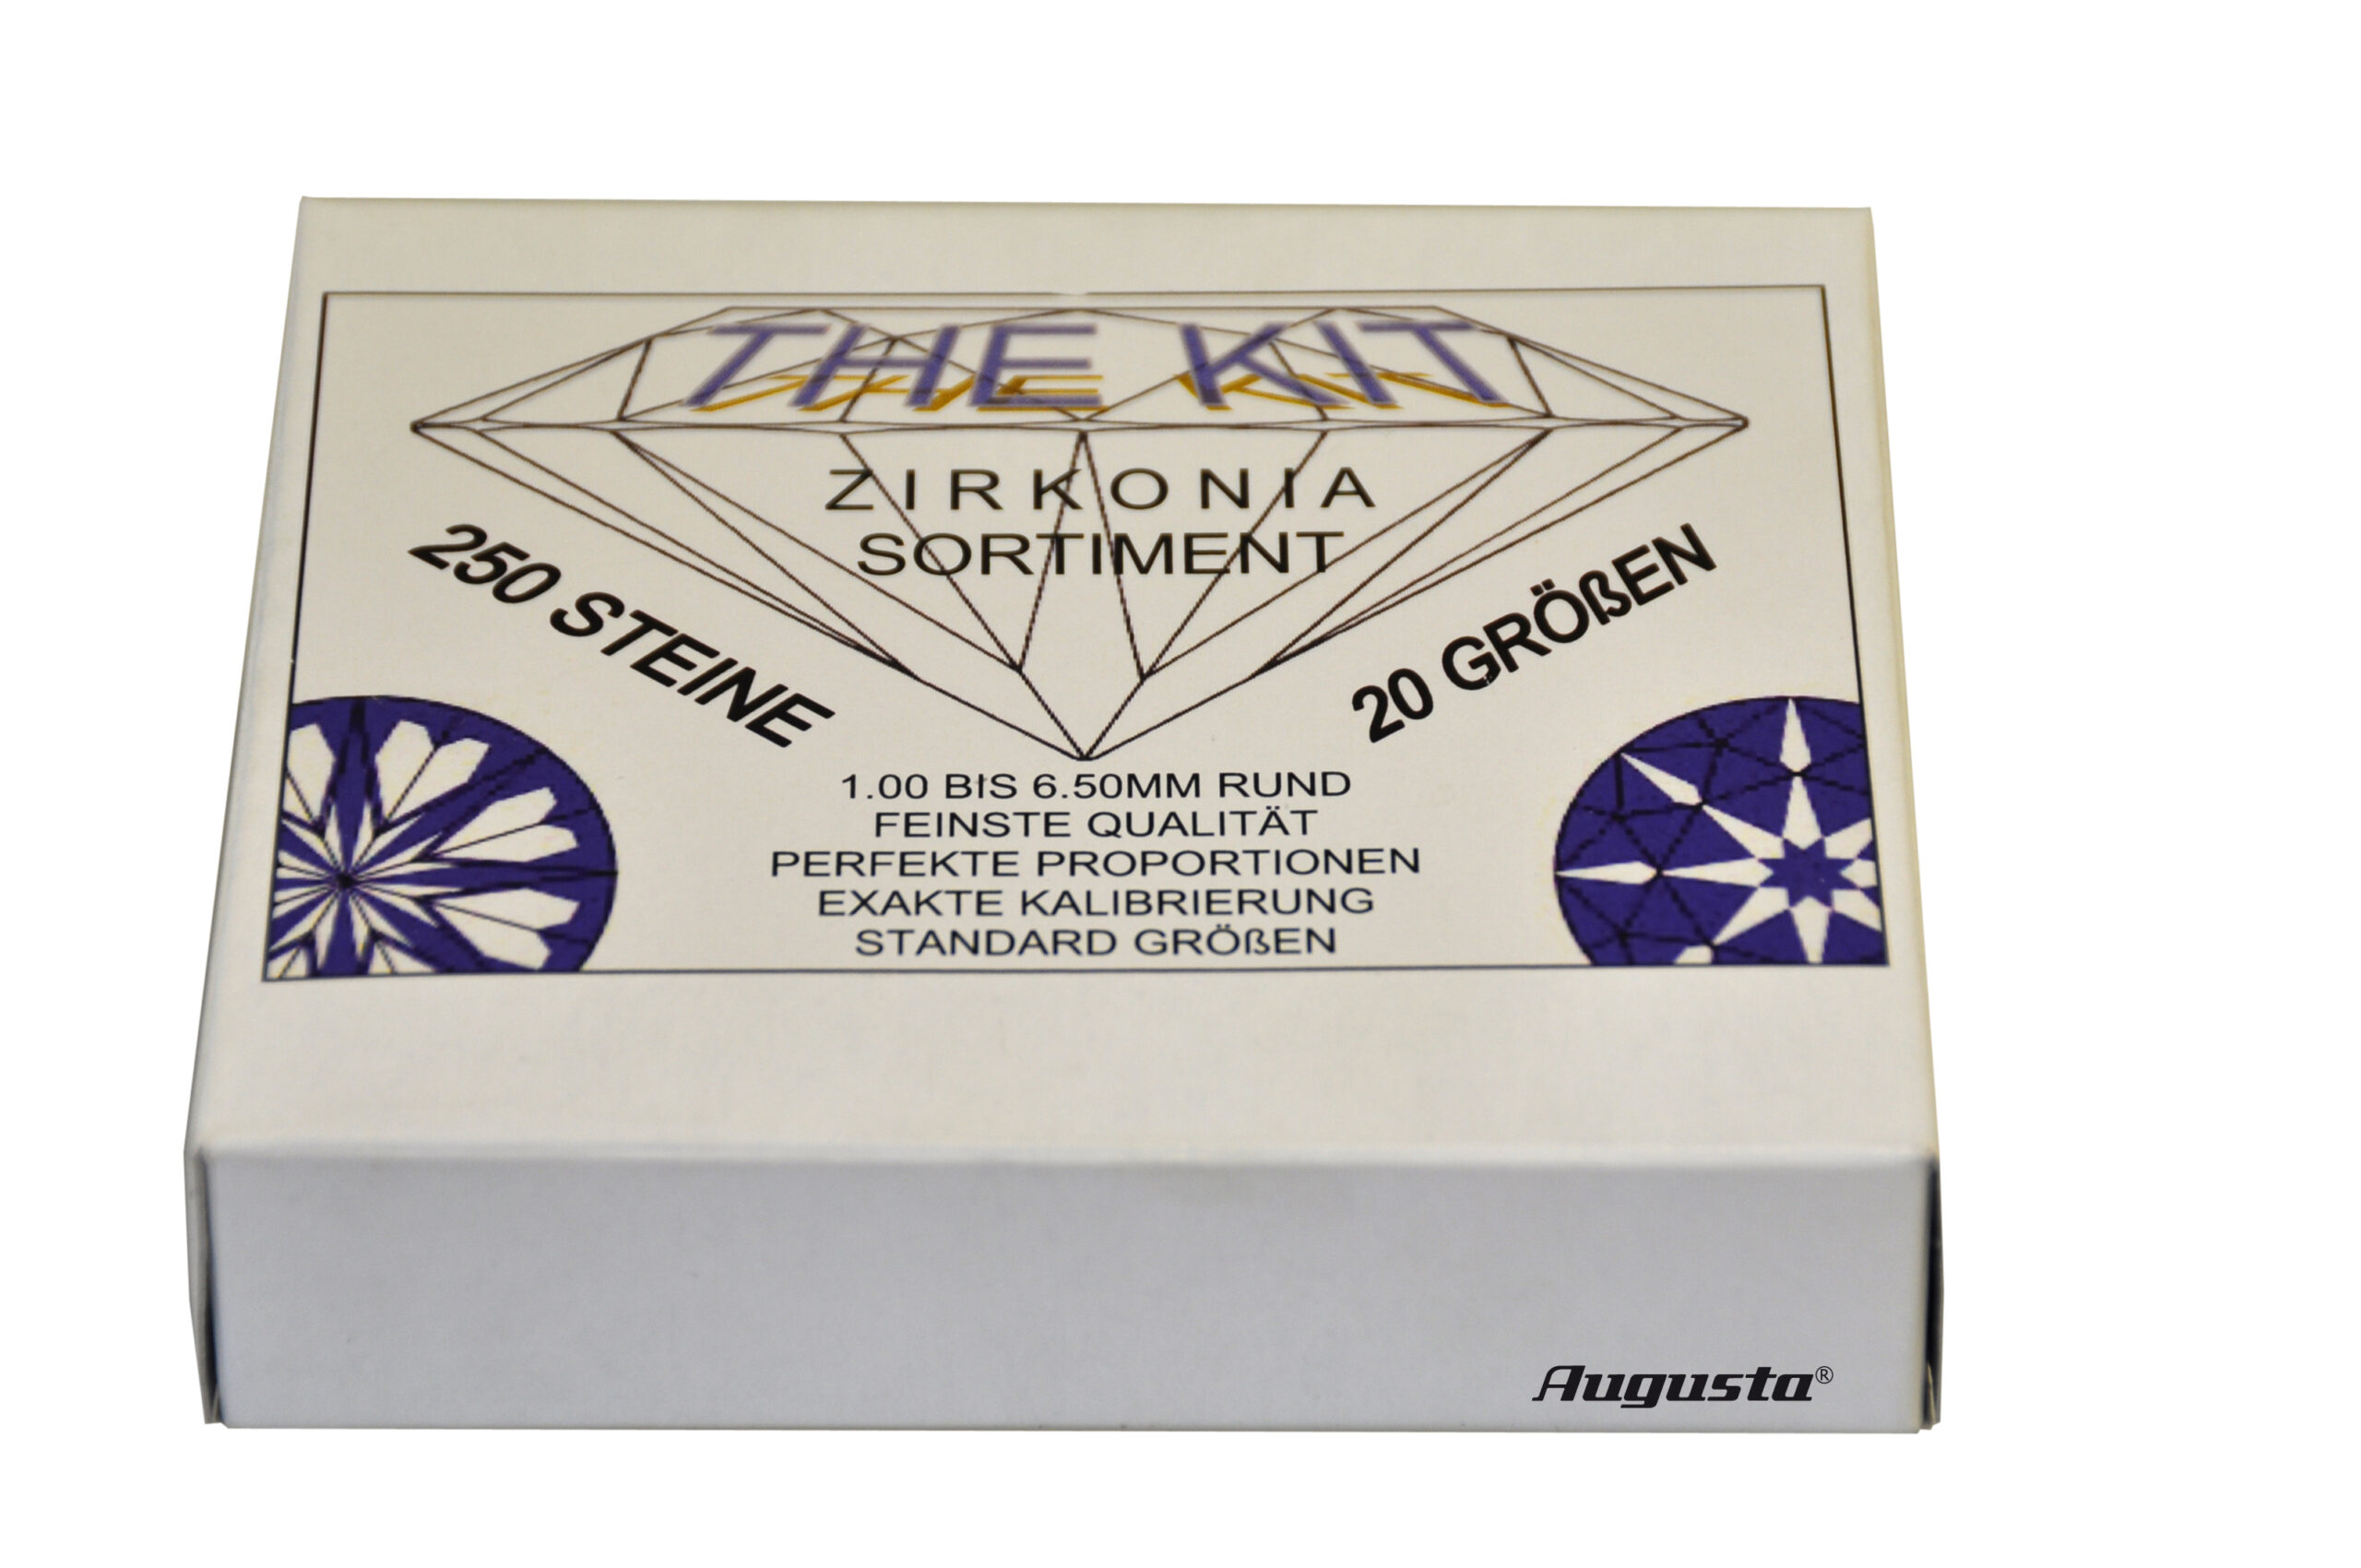 THE KIT
ZIRKONIA
SORTIMENT
250 STEINE
20 GRÖßEN
1.00 BIS 6.50MM RUND
FEINSTE QUALITÄT
PERFEKTE PROPORTIONEN
EXAKTE KALIBRIERUNG
STANDARD GRÖßEN
Augusta®